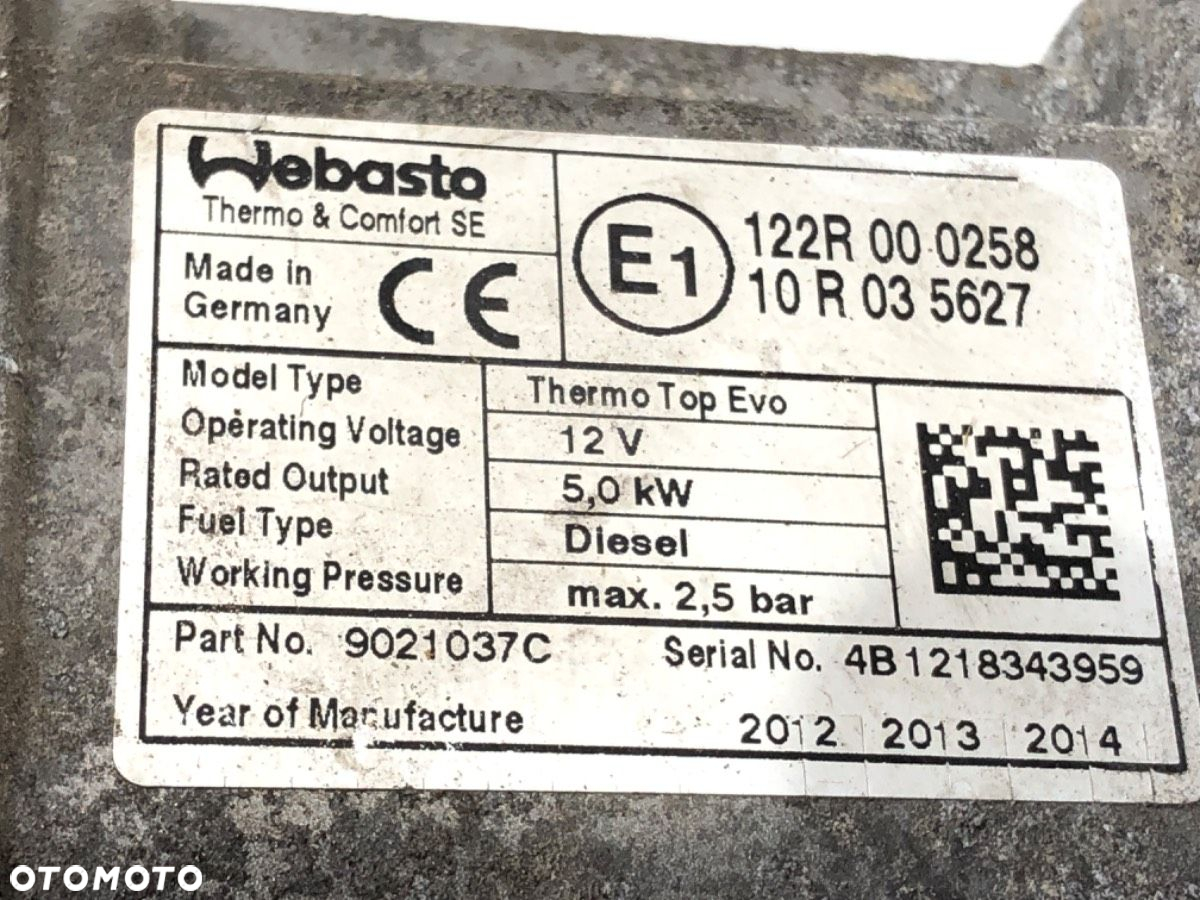 Webasto
Thermo & Comfort SE
Made in
Germany
CE
E1
122R 00 0258
10 R 03 5627
Model Type Thermo Top Evo
Operating Voltage 12 V
Rated Output 5,0 kW
Fuel Type Diesel
Working Pressure max. 2,5 bar
Part No. 9021037C Serial No. 4B1218343959
Year of Manufacture 2012 2013 2014
OTOMOTO